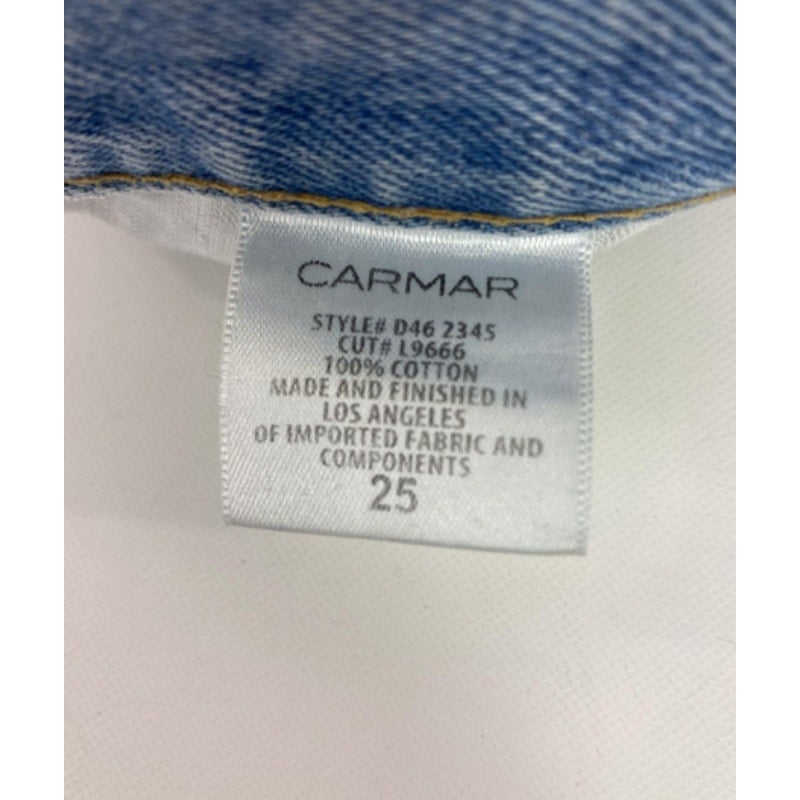 CARMAR
STYLE# D46 2345
CUT# L9666
100% COTTON
MADE AND FINISHED IN
LOS ANGELES
OF IMPORTED FABRIC AND
COMPONENTS
25